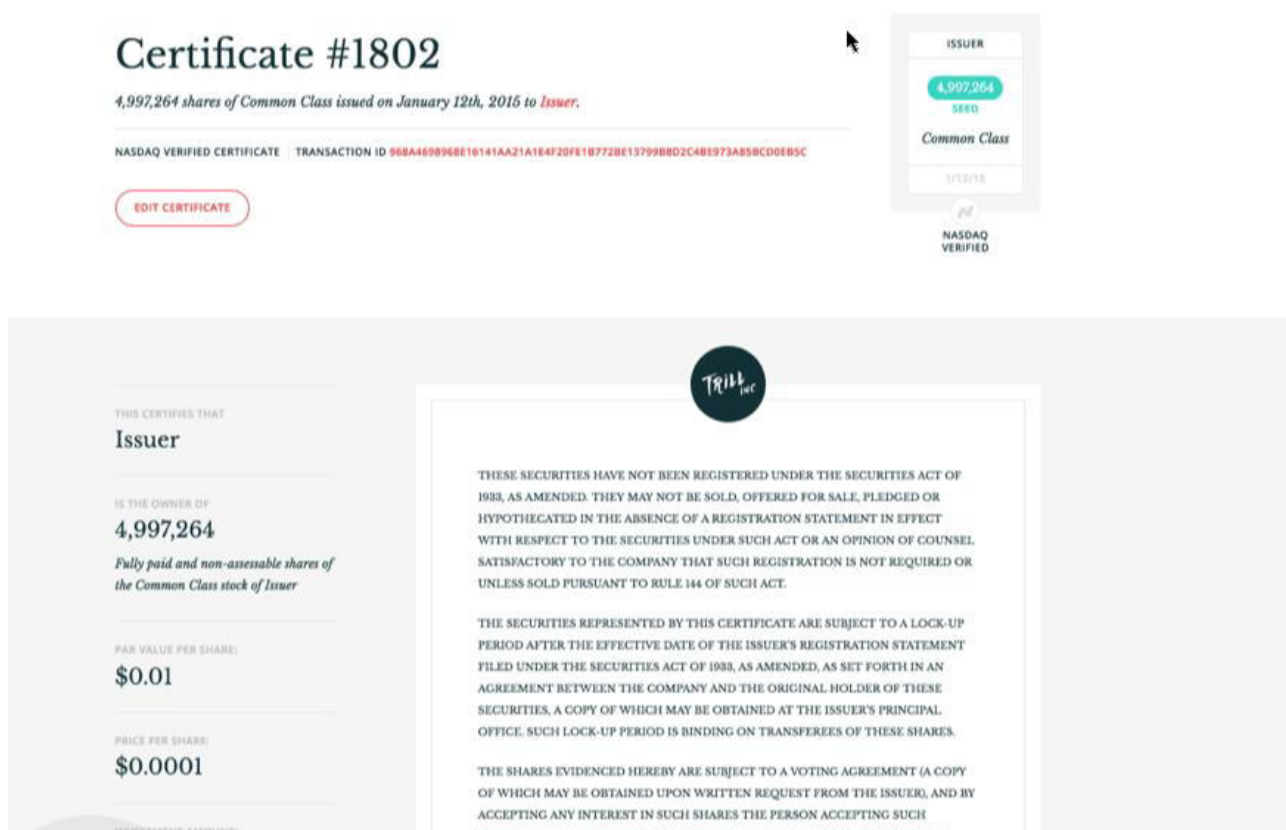 Certificate #1802
4,997,264 shares of Common Class issued on January 12th, 2015 to Issuer.
NASDAQ VERIFIED CERTIFICATE TRANSACTION ID
EDIT CERTIFICATE
ISSUER
4,997,264
SEED
Common Class
1/12/15
NASDAQ
VERIFIED
THIS CERTIFIES THAT
Issuer
IS THE OWNER OF
4,997,264
Fully paid and non-assessable shares of
the Common Class stock of Issuer
PAR VALUE PER SHARE:
$0.01
PRICE PER SHARE:
$0.0001
TRILL INC
THESE SECURITIES HAVE NOT BEEN REGISTERED UNDER THE SECURITIES ACT OF
1933, AS AMENDED. THEY MAY NOT BE SOLD, OFFERED FOR SALE, PLEDGED OR
HYPOTHECATED IN THE ABSENCE OF A REGISTRATION STATEMENT IN EFFECT
WITH RESPECT TO THE SECURITIES UNDER SUCH ACT OR AN OPINION OF COUNSEL
SATISFACTORY TO THE COMPANY THAT SUCH REGISTRATION IS NOT REQUIRED OR
UNLESS SOLD PURSUANT TO RULE 144 OF SUCH ACT.
THE SECURITIES REPRESENTED BY THIS CERTIFICATE ARE SUBJECT TO A LOCK-UP
PERIOD AFTER THE EFFECTIVE DATE OF THE ISSUER'S REGISTRATION STATEMENT
FILED UNDER THE SECURITIES ACT OF 1933, AS AMENDED, AS SET FORTH IN AN
AGREEMENT BETWEEN THE COMPANY AND THE ORIGINAL HOLDER OF THESE
SECURITIES, A COPY OF WHICH MAY BE OBTAINED AT THE ISSUER'S PRINCIPAL
OFFICE. SUCH LOCK-UP PERIOD IS BINDING ON TRANSFEREES OF THESE SHARES.
THE SHARES EVIDENCED HEREBY ARE SUBJECT TO A VOTING AGREEMENT (A COPY
OF WHICH MAY BE OBTAINED UPON WRITTEN REQUEST FROM THE ISSUER), AND BY
ACCEPTING ANY INTEREST IN SUCH SHARES THE PERSON ACCEPTING SUCH